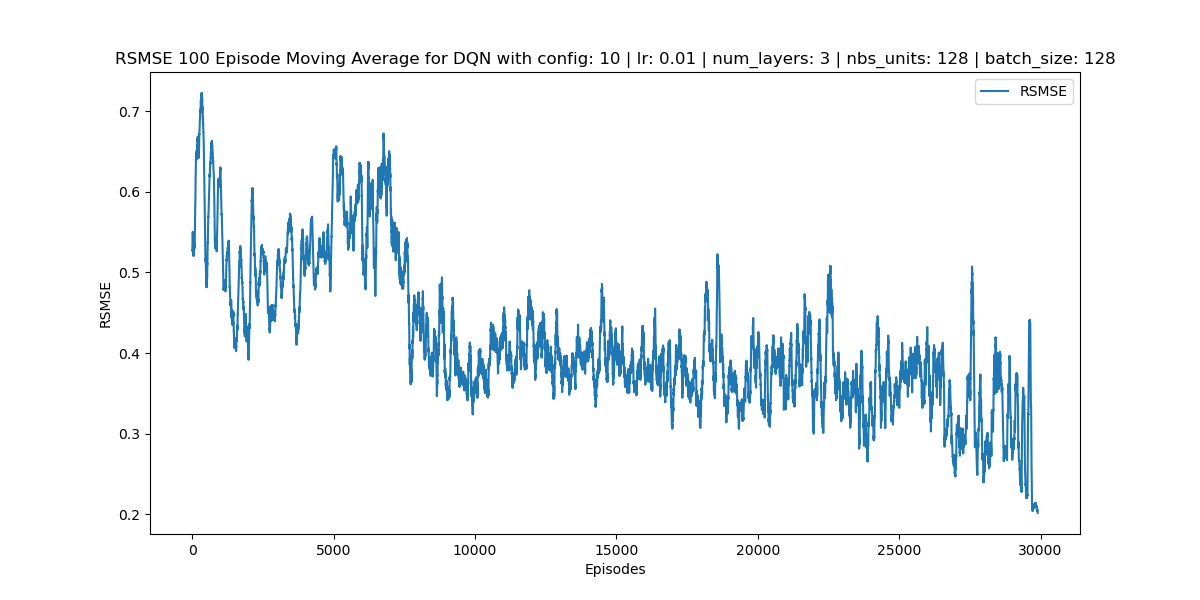 RSMSE 100 Episode Moving Average for DQN with config: 10 | lr: 0.01 | num_layers: 3 | nbs_units: 128 | batch_size: 128
RSMSE
0.7
0.6
0.5
0.4
0.3
0.2
RSMSE
0 5000 10000 15000 20000 25000 30000
Episodes